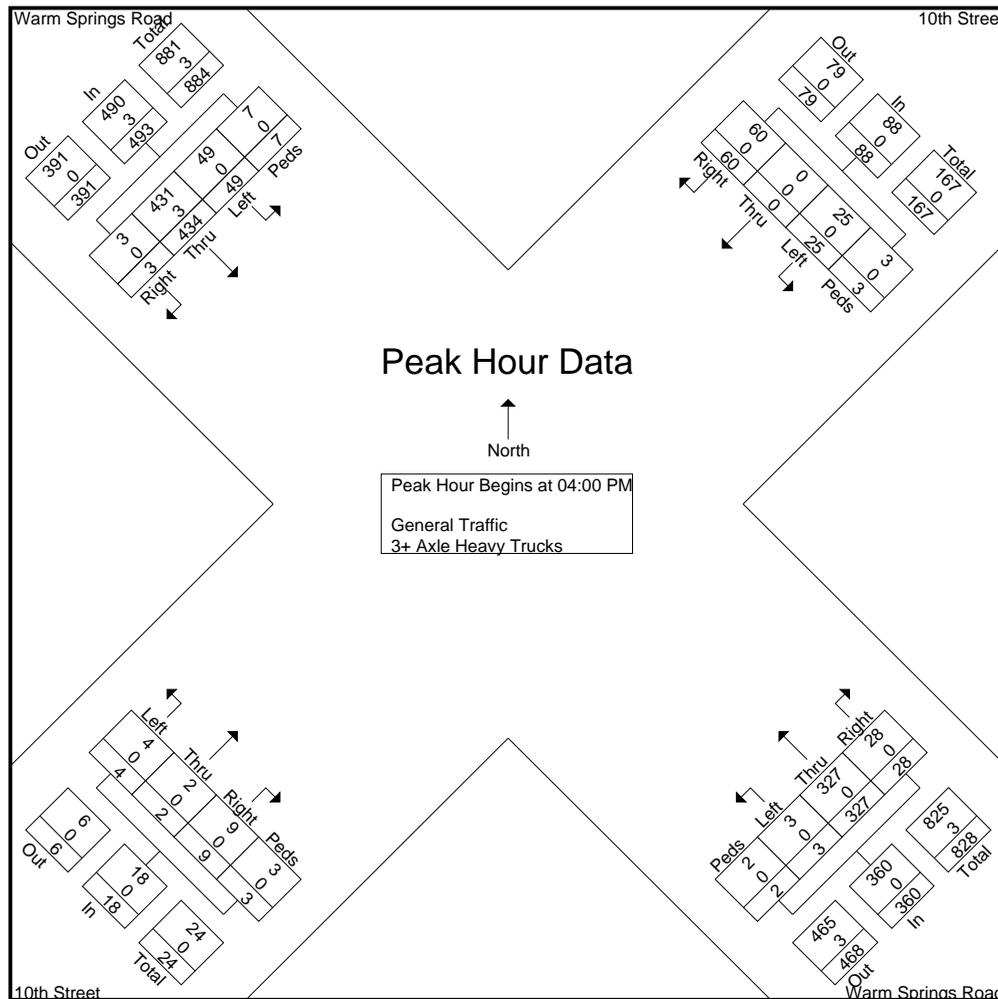 Warm Springs Road
10th Street
Out
391
0
391
In
490
3
493
Total
881
3
884
3
0
3
431
3
434
49
0
49
7
0
7
Right
Thru
Left
Peds
Out
79
0
79
In
88
0
88
Total
167
0
167
60
0
60
0
0
0
25
0
25
3
0
3
Right
Thru
Left
Peds
Peak Hour Data
North
Peak Hour Begins at 04:00 PM
General Traffic
3+ Axle Heavy Trucks
Left
Thru
Right
Peds
4
0
4
2
0
2
9
0
9
3
0
3
6
0
6
Out
18
0
18
In
24
0
24
Total
Peds
Left
Thru
Right
2
0
2
3
0
3
327
0
327
28
0
28
465
3
468
Out
360
0
360
In
825
3
828
Total
10th Street
Warm Springs Road